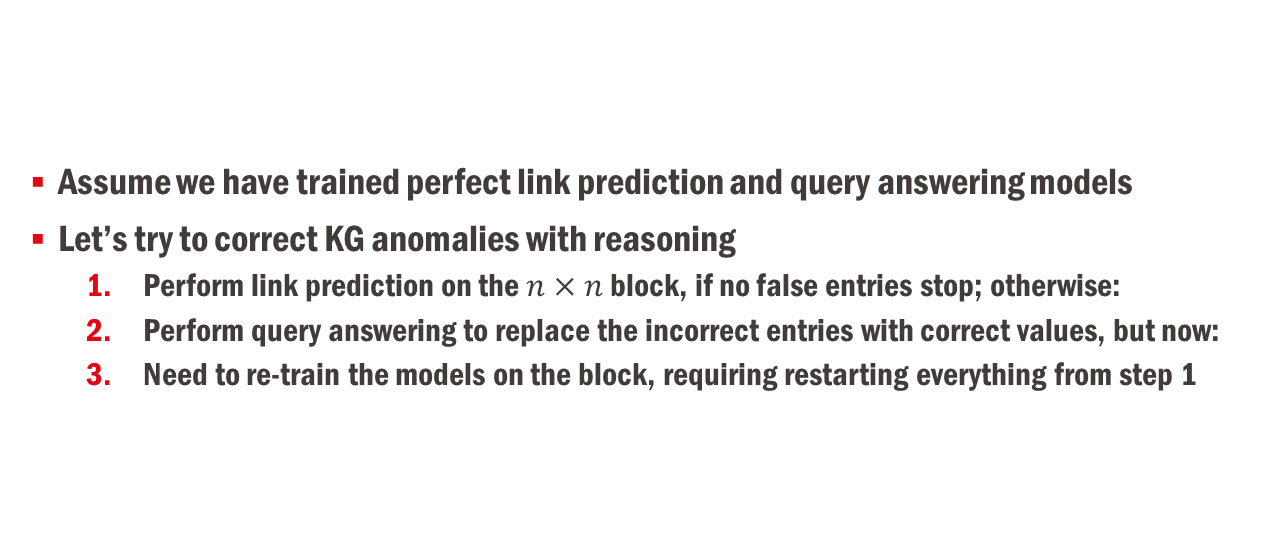 ▪ Assume we have trained perfect link prediction and query answering models
▪ Let's try to correct KG anomalies with reasoning
1. Perform link prediction on the n × n block, if no false entries stop; otherwise:
2. Perform query answering to replace the incorrect entries with correct values, but now:
3. Need to re-train the models on the block, requiring restarting everything from step 1